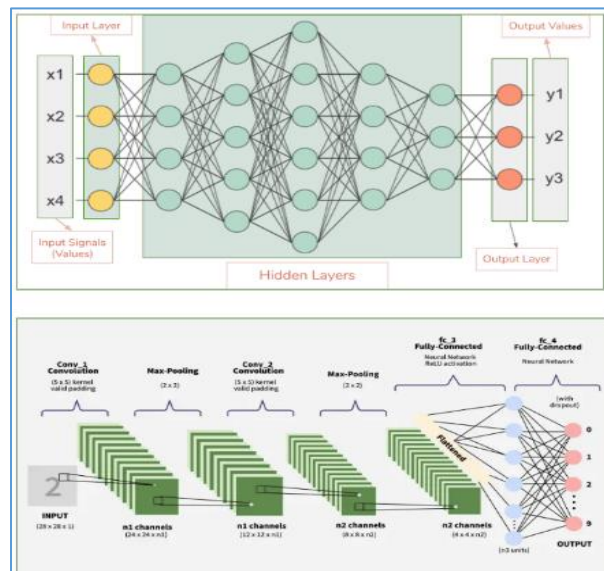 Input Layer
Output Values
x1
x2
x3
x4
y1
y2
y3
Input Signals
(Values)
Output Layer
Hidden Layers
fc_3
Fully-Connected
Neural Network
ReLU activation
fc_4
Fully-Connected
Neural Network
Conv_1
Convolution
(5 x 5) kernel
valid padding
Max-Pooling
(2 x 2)
Conv_2
Convolution
(5 x 5) kernel
valid padding
Max-Pooling
(2 x 2)
(with
dropout)
Flattened
0
1
2
9
2
INPUT
(28 x 28 x 1)
n1 channels
(24 x 24 x n1)
n1 channels
(12 x 12 x n1)
n2 channels
(8 x 8 x n2)
n2 channels
(4 x 4 x n2)
(n3 units)
OUTPUT